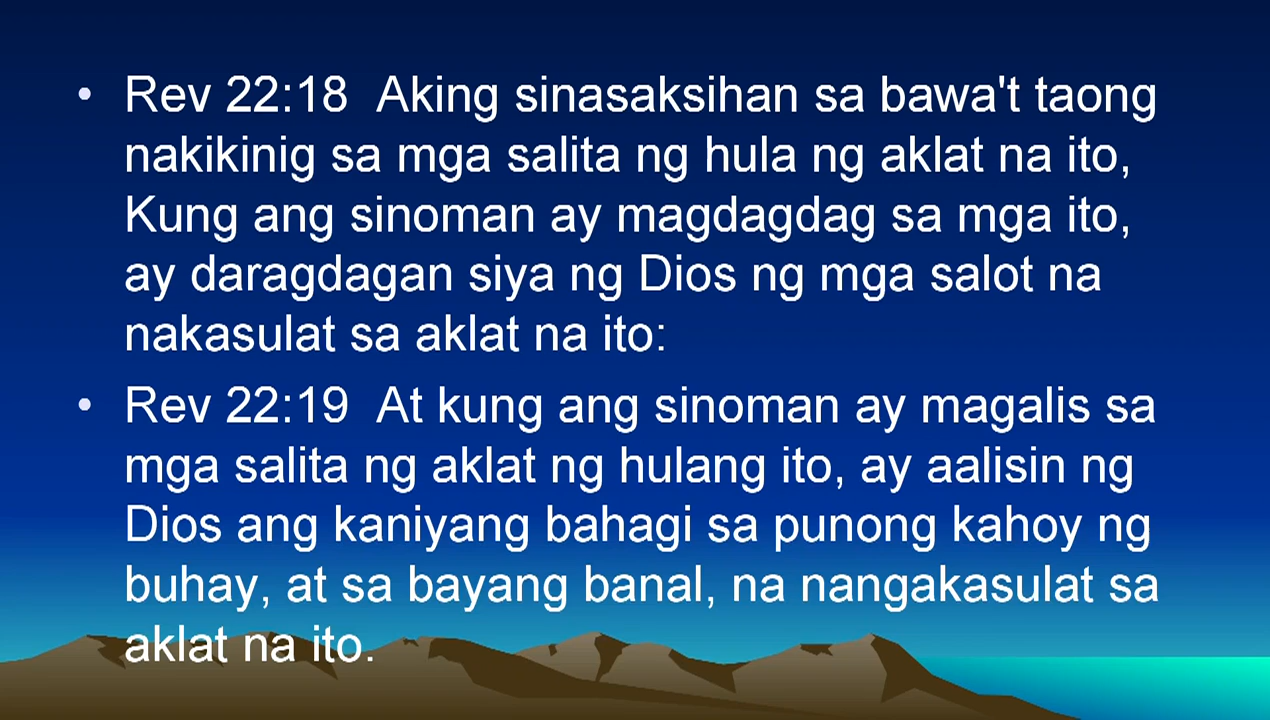 • Rev 22:18  Aking sinasaksihan sa bawa't taong
nakikinig sa mga salita ng hula ng aklat na ito,
Kung ang sinoman ay magdagdag sa mga ito,
ay daragdagan siya ng Dios ng mga salot na
nakasulat sa aklat na ito:
• Rev 22:19  At kung ang sinoman ay magalis sa
mga salita ng aklat ng hulang ito, ay aalisin ng
Dios ang kaniyang bahagi sa punong kahoy ng
buhay, at sa bayang banal, na nangakasulat sa
aklat na ito.